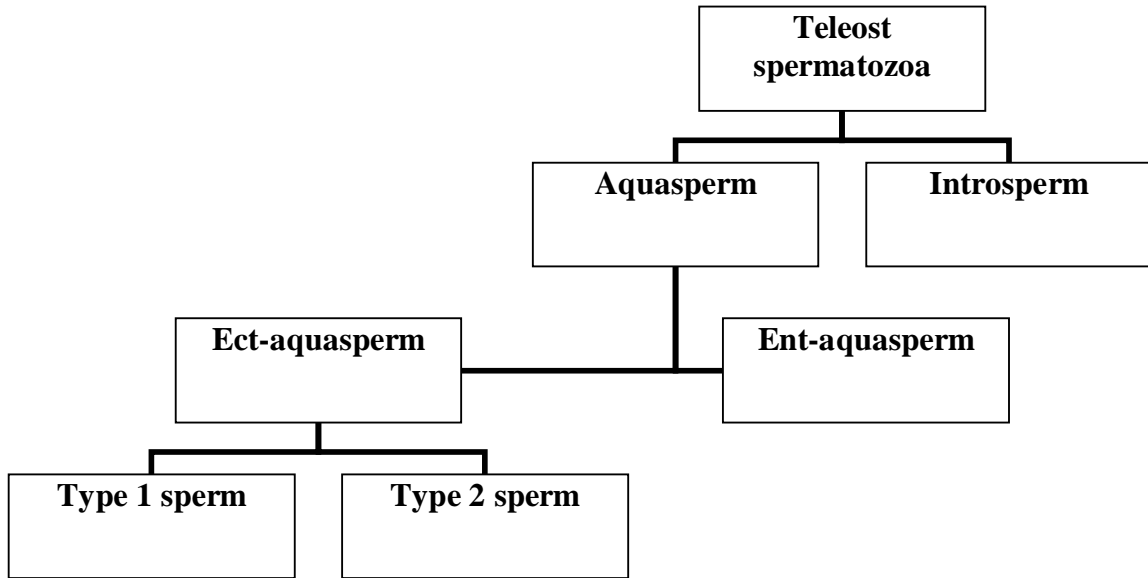 Teleost
spermatozoa
Aquasperm
Introsperm
Ect-aquasperm
Ent-aquasperm
Type 1 sperm
Type 2 sperm